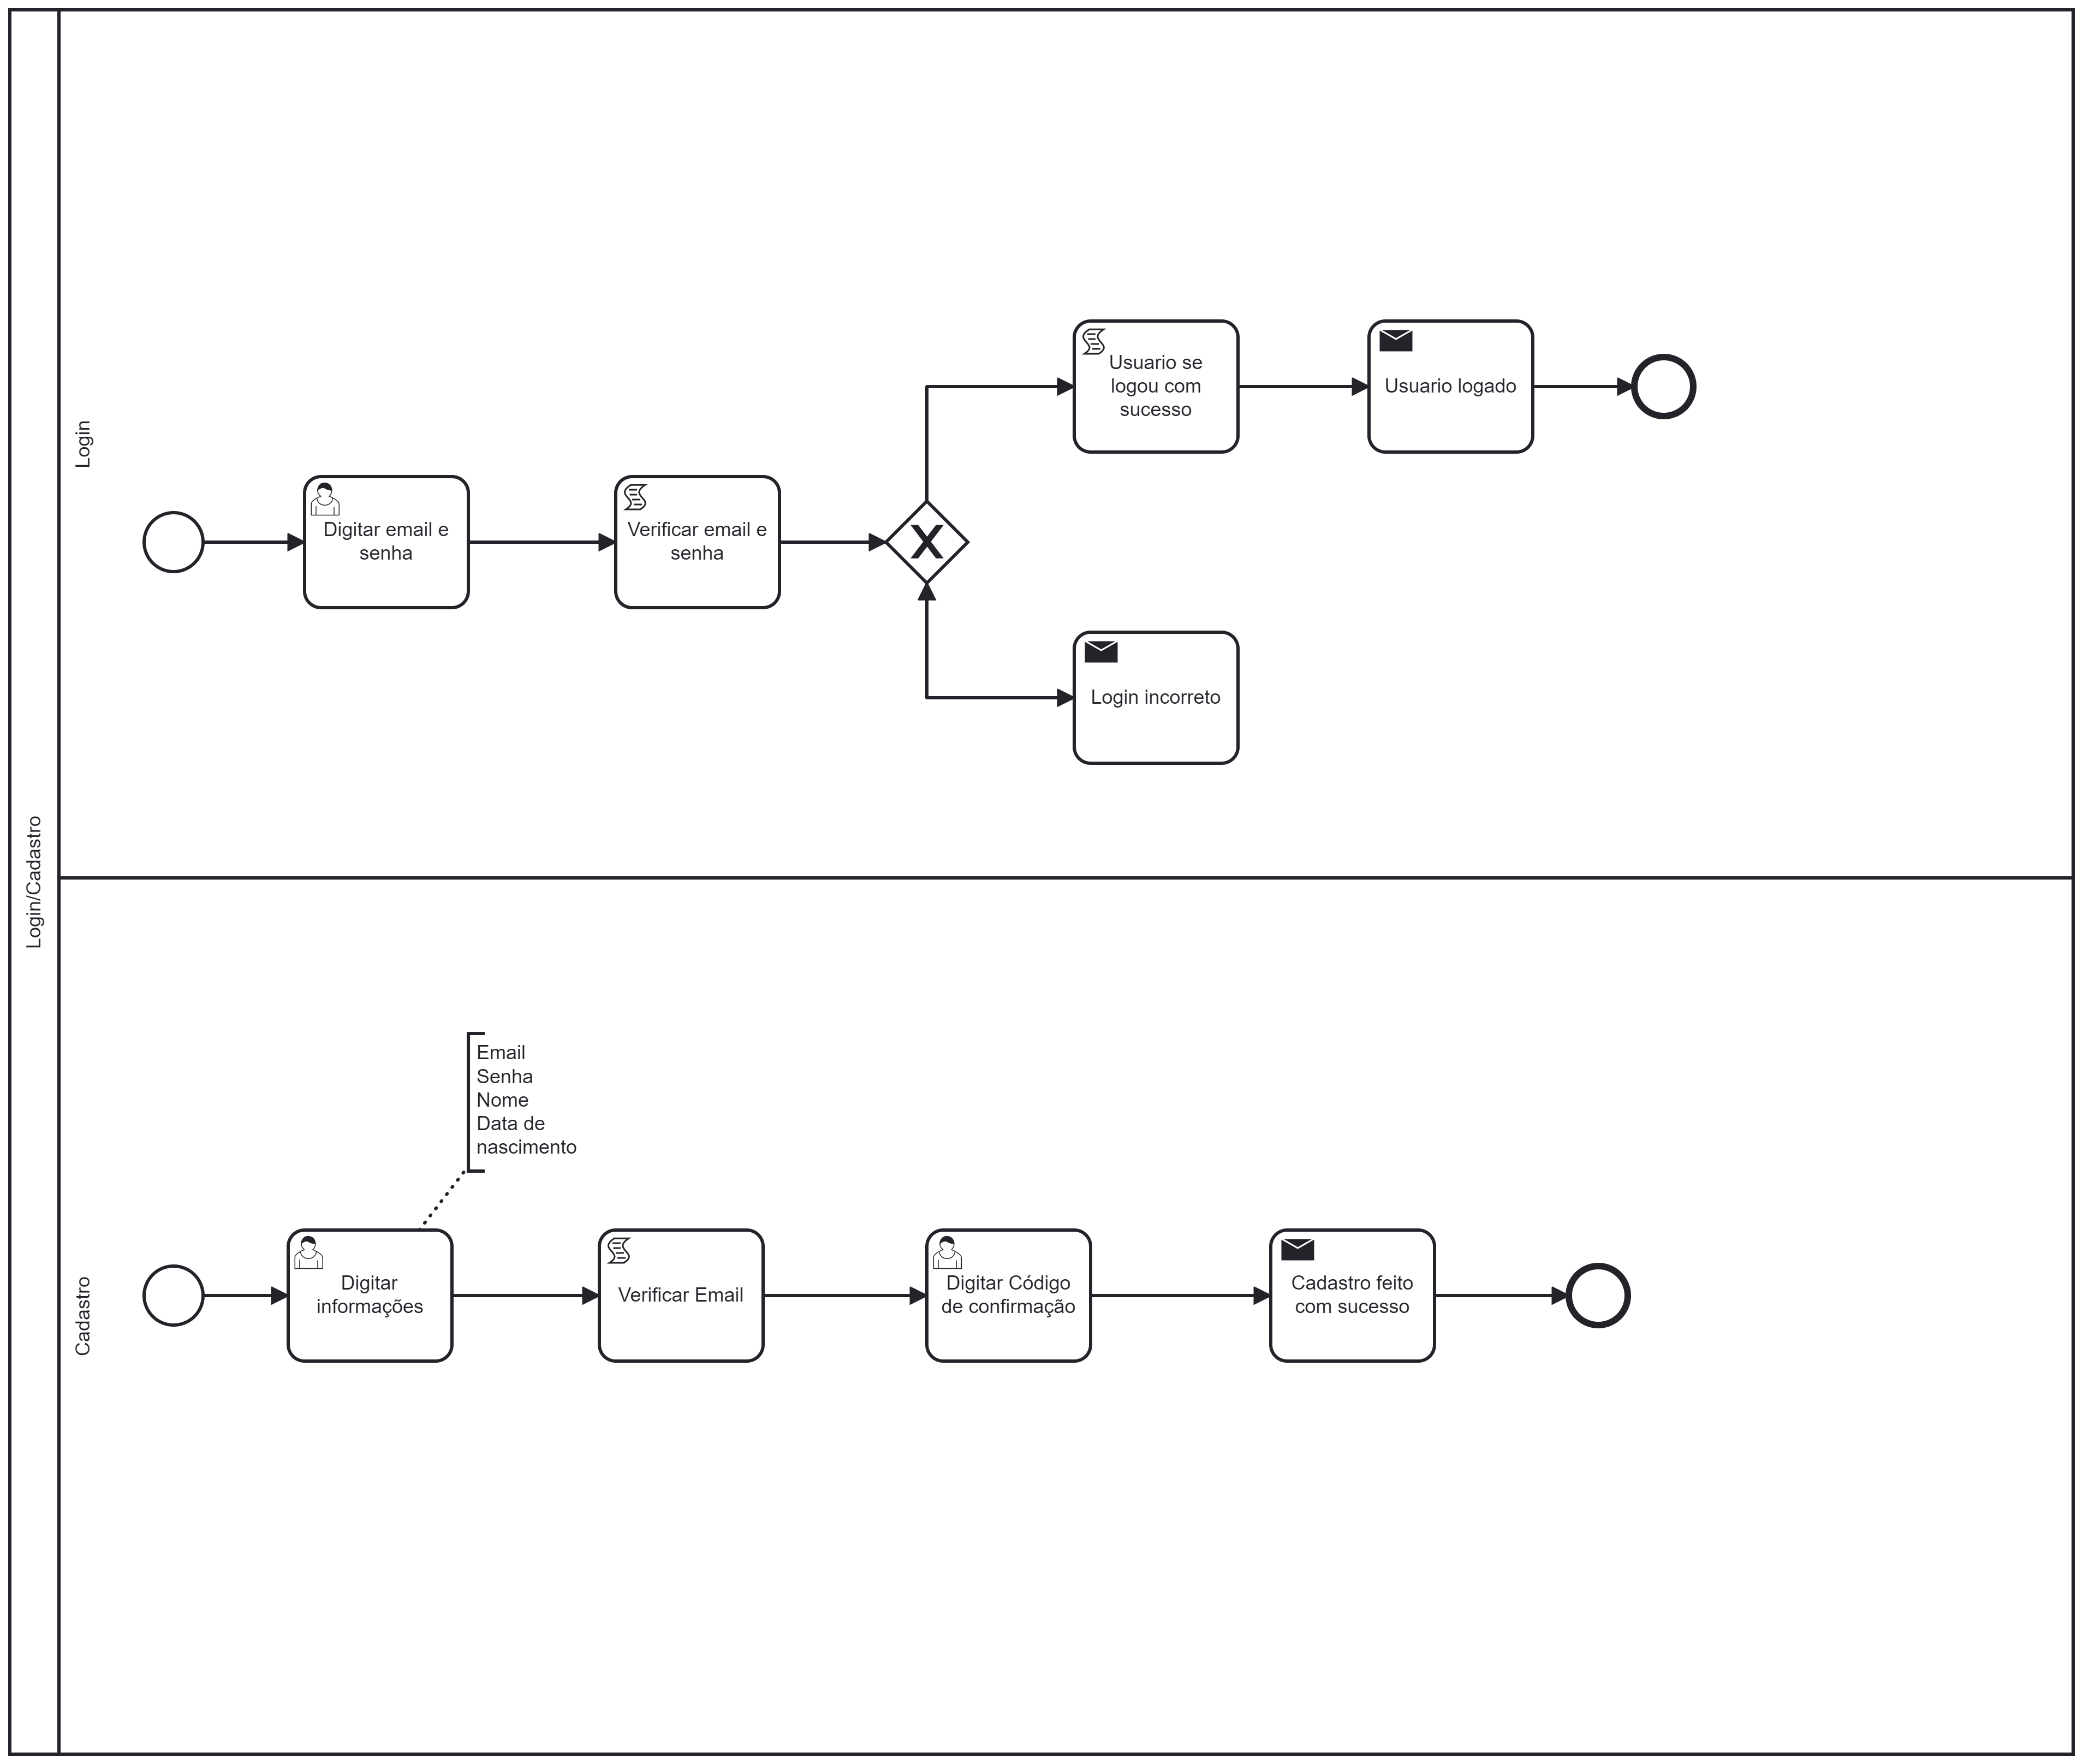 Login/Cadastro
Login
Usuario se
logou com
sucesso
Usuario logado
Digitar email e
senha
Verificar email e
senha
X
Login incorreto
Cadastro
Email
Senha
Nome
Data de
nascimento
Digitar
informações
Verificar Email
Digitar Código
de confirmação
Cadastro feito
com sucesso